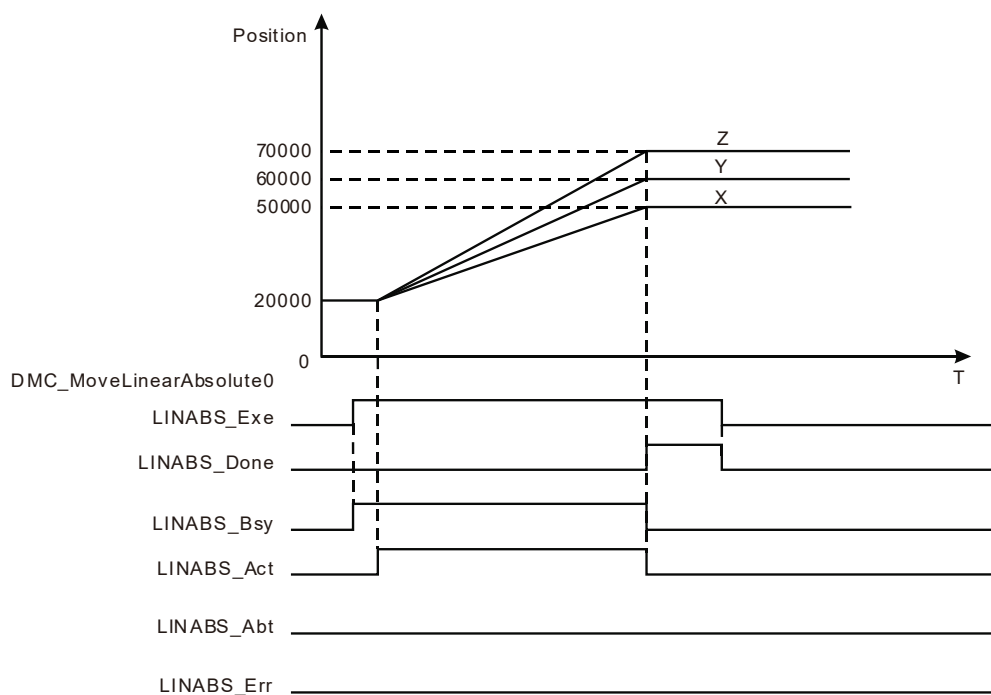 Position
Z
70000
Y
60000
X
50000
20000
0
T
DMC_MoveLinearAbsolute0
LINABS_Exe
LINABS_Done
LINABS_Bsy
LINABS_Act
LINABS_Abt
LINABS_Err